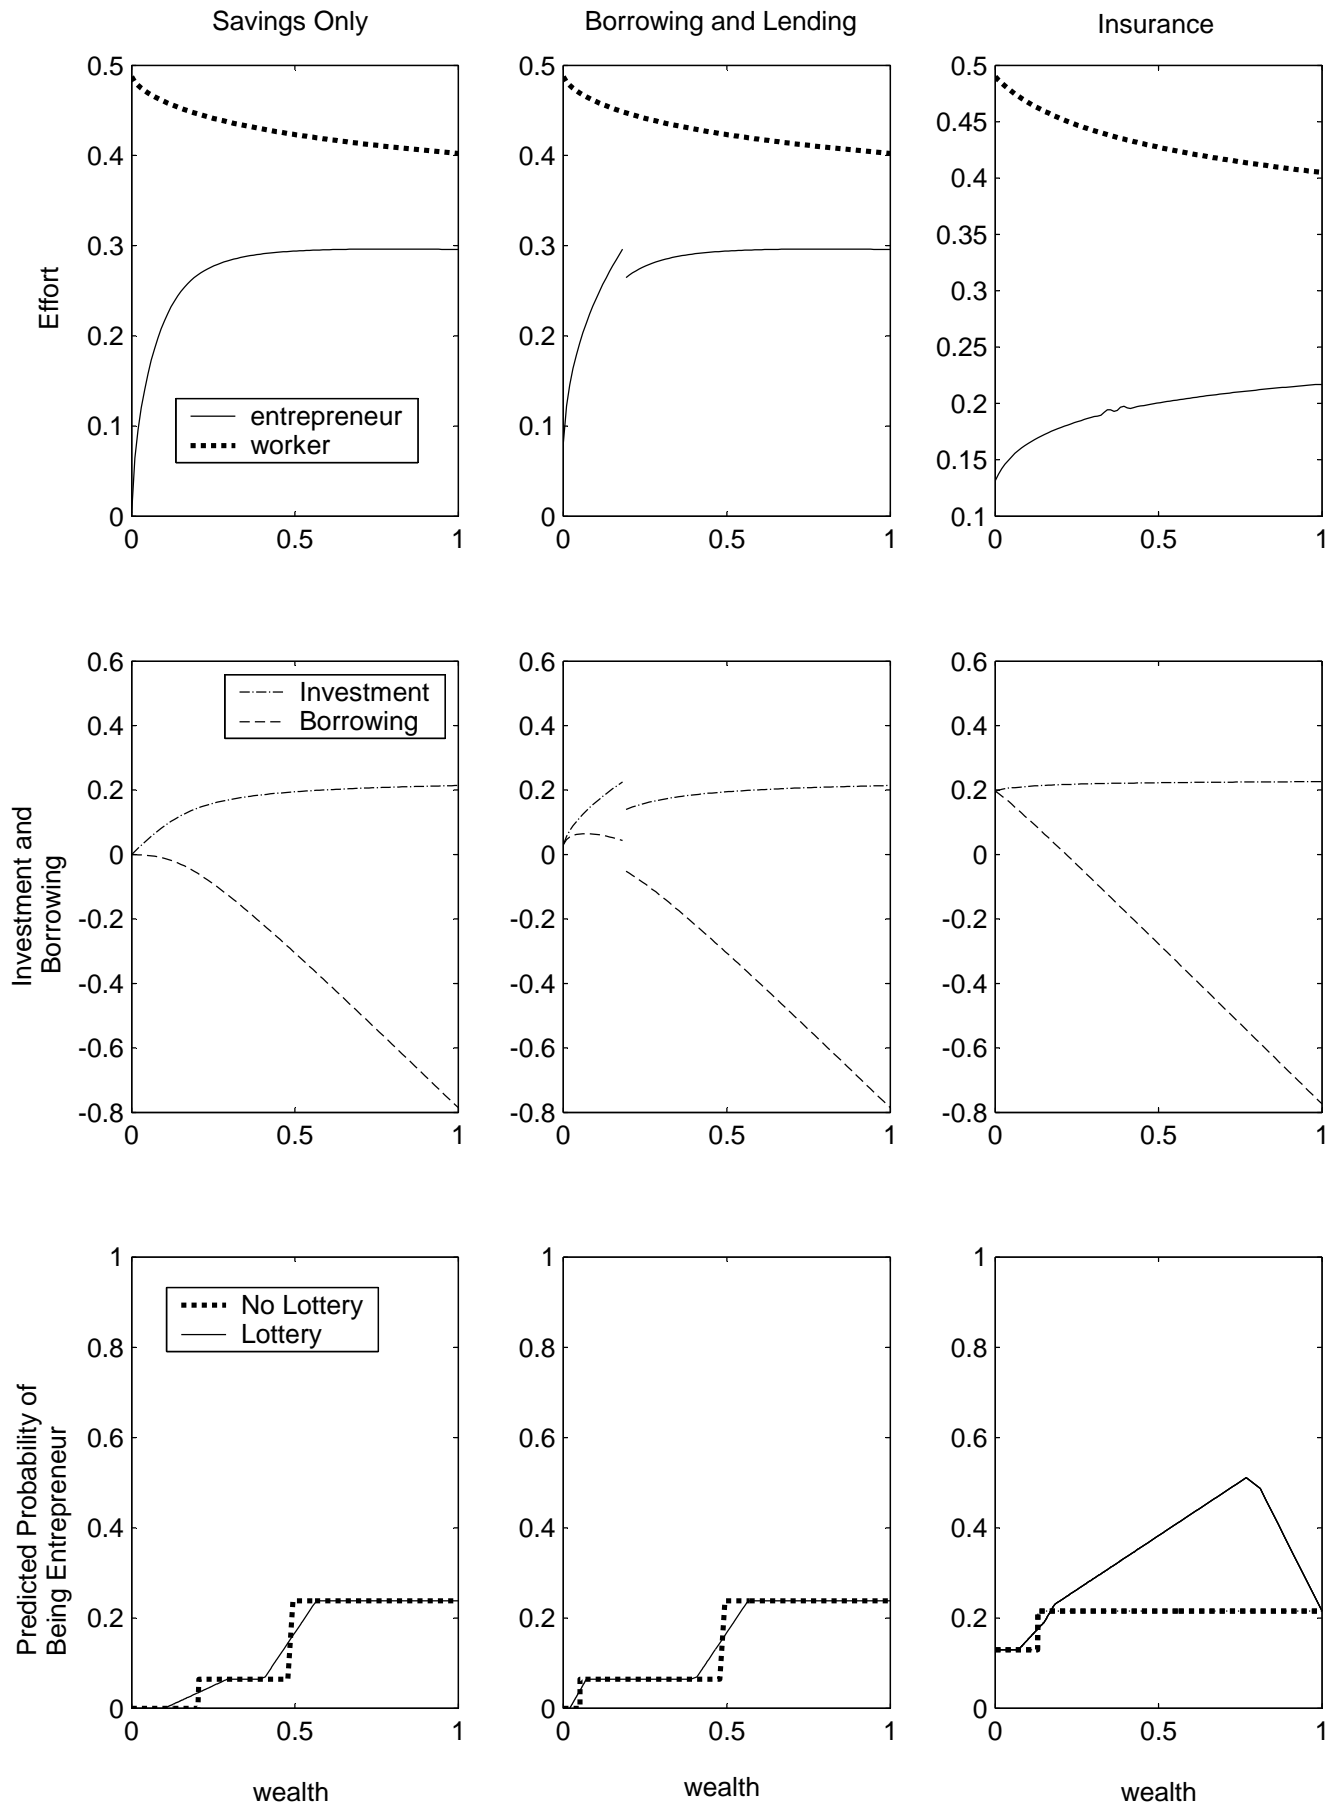 Savings Only
Borrowing and Lending
Insurance
Effort
0.5
0.4
0.3
0.2
0.1
0
entrepreneur
worker
0 0.5 1
0.5
0.4
0.3
0.2
0.1
0
0 0.5 1
0.5
0.45
0.4
0.35
0.3
0.25
0.2
0.15
0.1
0 0.5 1
Investment and
Borrowing
0.6
0.4
0.2
0
-0.2
-0.4
-0.6
-0.8
Investment
Borrowing
0 0.5 1
0.6
0.4
0.2
0
-0.2
-0.4
-0.6
-0.8
0 0.5 1
0.6
0.4
0.2
0
-0.2
-0.4
-0.6
-0.8
0 0.5 1
Predicted Probability of
Being Entrepreneur
1
0.8
0.6
0.4
0.2
0
No Lottery
Lottery
0 0.5 1
wealth
1
0.8
0.6
0.4
0.2
0
0 0.5 1
wealth
1
0.8
0.6
0.4
0.2
0
0 0.5 1
wealth